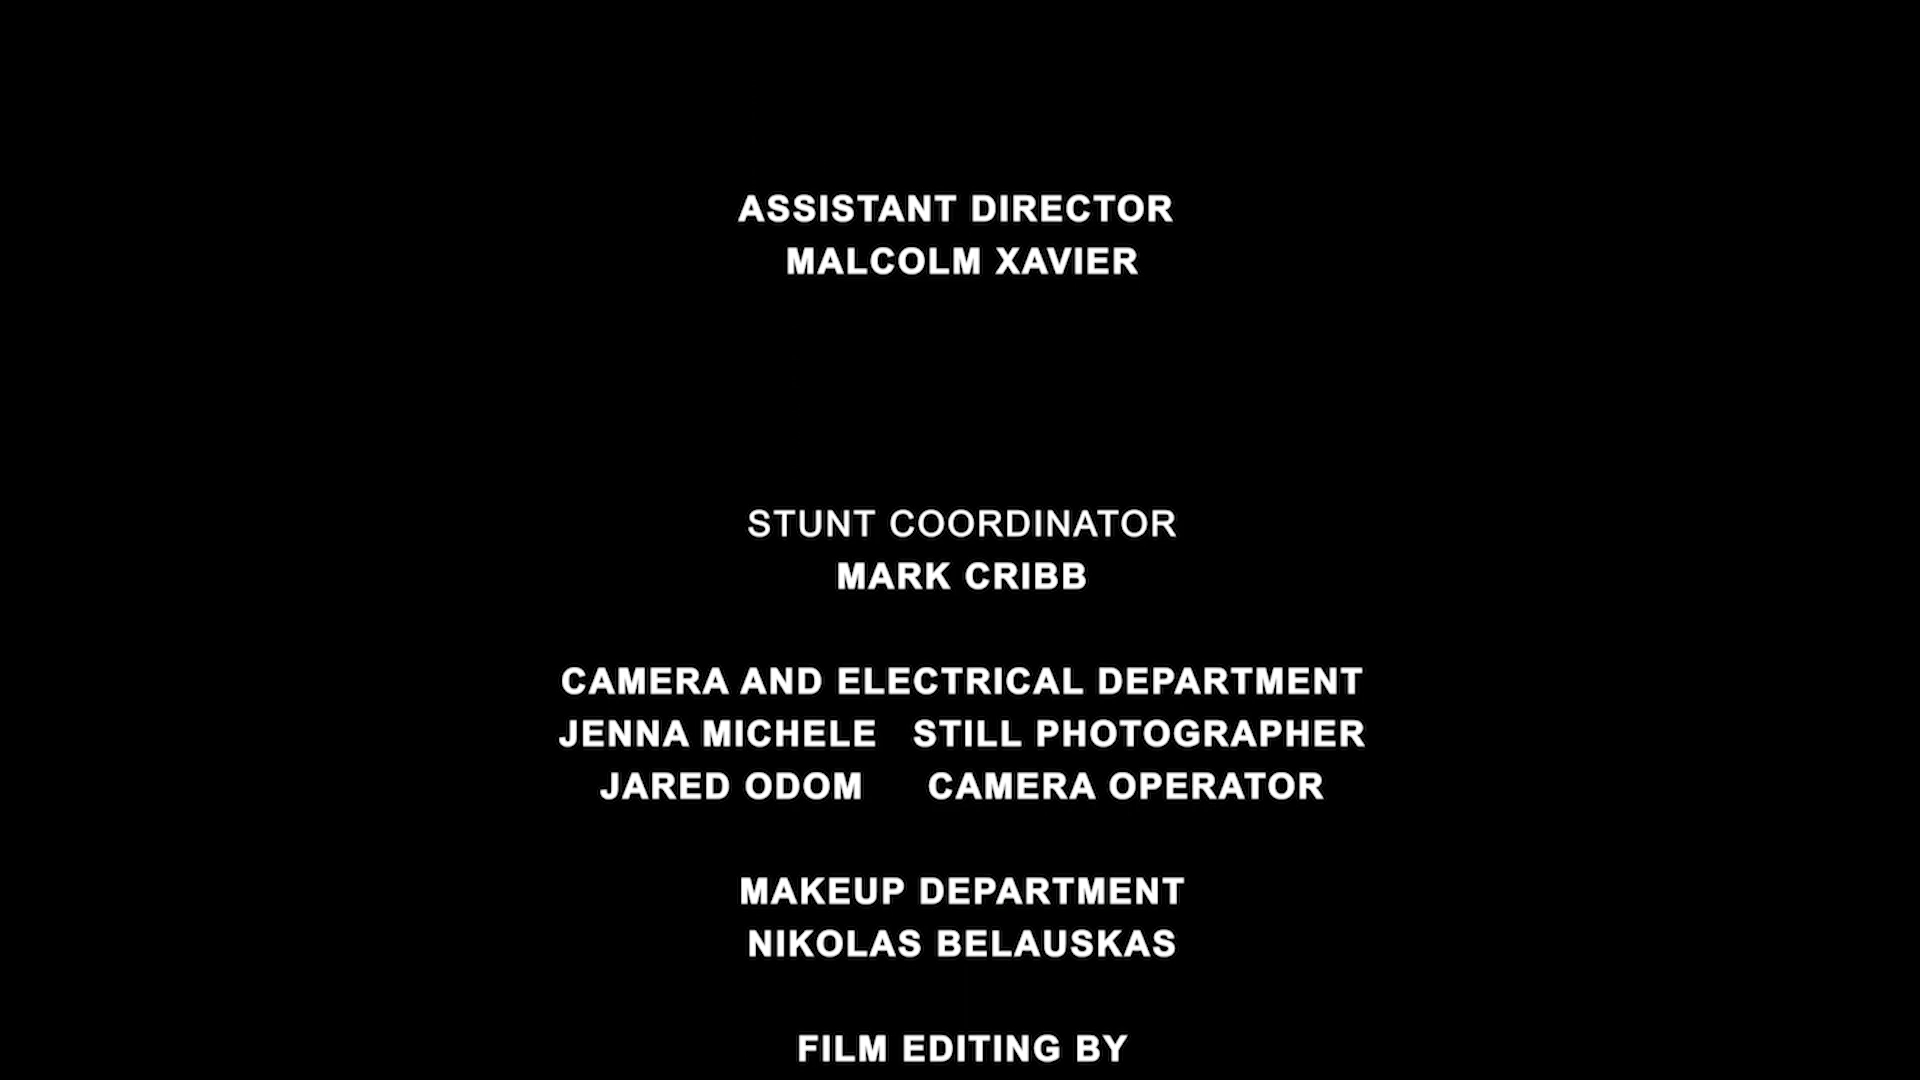 ASSISTANT DIRECTOR
MALCOLM XAVIER
STUNT COORDINATOR
MARK CRIBB
CAMERA AND ELECTRICAL DEPARTMENT
JENNA MICHELE STILL PHOTOGRAPHER
JARED ODOM CAMERA OPERATOR
MAKEUP DEPARTMENT
NIKOLAS BELAUSKAS
FILM EDITING BY